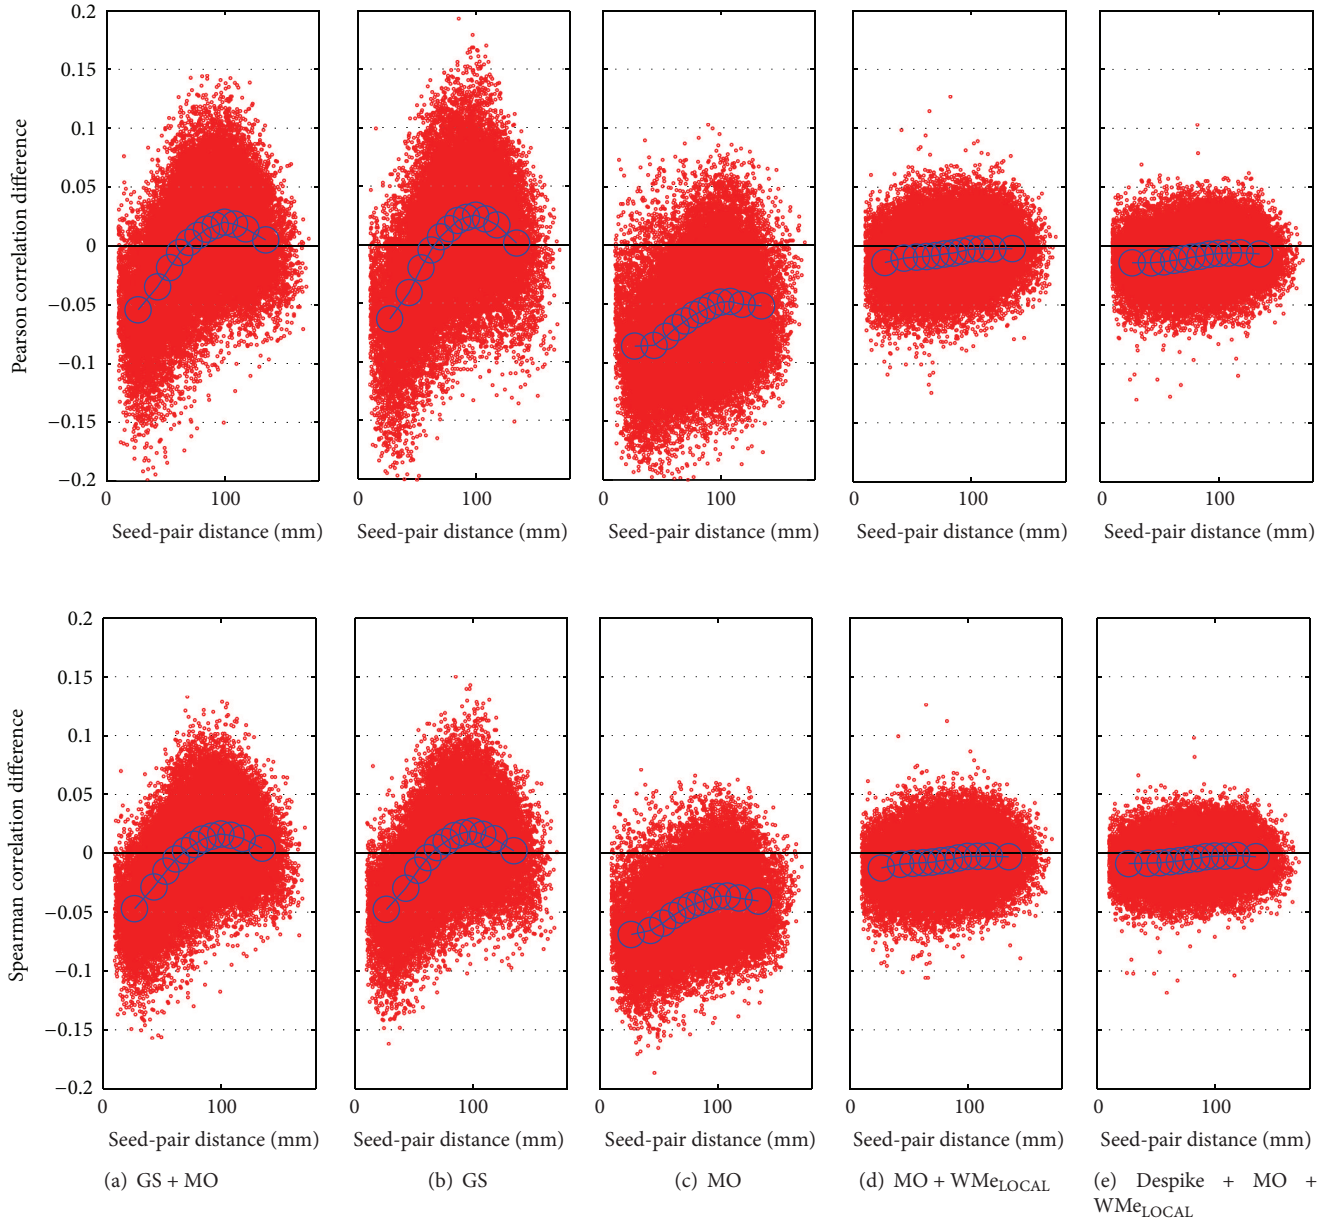 Pearson correlation difference
0.2
0.15
0.1
0.05
0
−0.05
−0.1
−0.15
−0.2
0 100
0 100
0 100
0 100
0 100
Seed-pair distance (mm)
Seed-pair distance (mm)
Seed-pair distance (mm)
Seed-pair distance (mm)
Seed-pair distance (mm)
Spearman correlation difference
0.2
0.15
0.1
0.05
0
−0.05
−0.1
−0.15
−0.2
0 100
0 100
0 100
0 100
0 100
Seed-pair distance (mm)
Seed-pair distance (mm)
Seed-pair distance (mm)
Seed-pair distance (mm)
Seed-pair distance (mm)
(a) GS + MO
(b) GS
(c) MO
(d) MO + WMeLOCAL
(e) Despike + MO +
WMeLOCAL